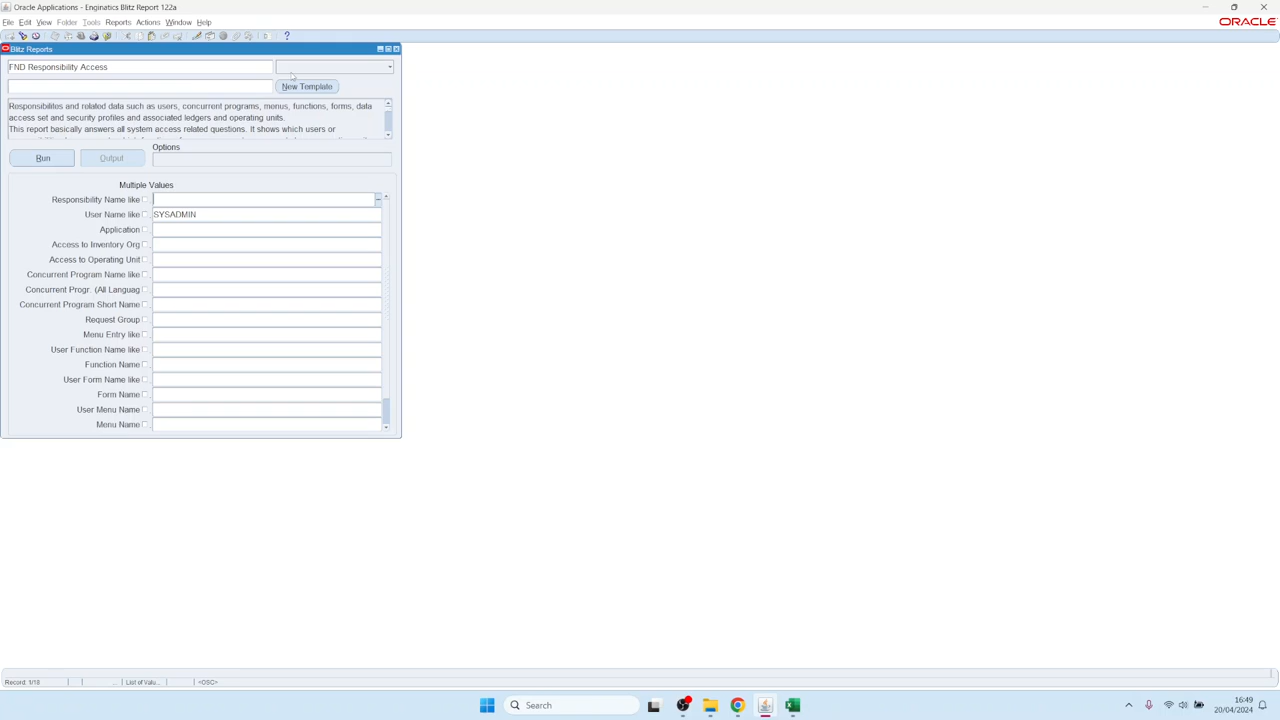 Oracle Applications - Enginatics Blitz Report 122a
File Edit View Folder Tools Reports Actions Window Help
ORACLE
Blitz Reports
FND Responsibility Access
New Template
Responsibilites and related data such as users, concurrent programs, menus, functions, forms, data
access set and security profiles and associated ledgers and operating units.
This report basically answers all system access related questions. It shows which users or
Run
Output
Options
Multiple Values
Responsibility Name like
User Name like SYSADMIN
Application
Access to Inventory Org
Access to Operating Unit
Concurrent Program Name like
Concurrent Progr. (All Languag
Concurrent Program Short Name
Request Group
Menu Entry like
User Function Name like
Function Name
User Form Name like
Form Name
User Menu Name
Menu Name
Record: 1/18 ... List of Valu... <OSC>
Search
16:49
20/04/2024